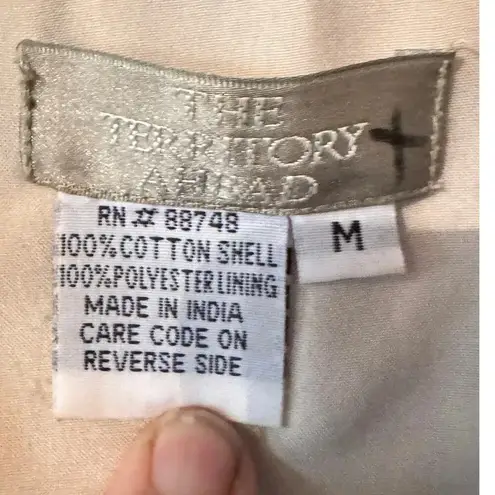 THE
TERRITORY
AHEAD
RN # 88748
100% COTTON SHELL
100% POLYESTER LINING
MADE IN INDIA
CARE CODE ON
REVERSE SIDE
M